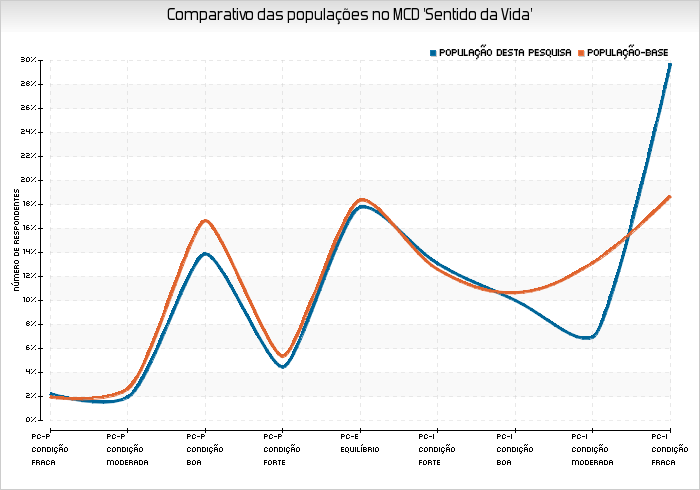 Comparativo das populações no MCD 'Sentido da Vida'
POPULAÇÃO DESTA PESQUISA POPULAÇÃO-BASE
30%
28%
26%
24%
22%
20%
18%
16%
14%
12%
10%
8%
6%
4%
2%
0%
NÚMERO DE RESPONDENTES
PC-P PC-P PC-P PC-P PC-E PC-I PC-I PC-I PC-I
CONDIÇÃO CONDIÇÃO CONDIÇÃO CONDIÇÃO EQUILÍBRIO CONDIÇÃO CONDIÇÃO CONDIÇÃO CONDIÇÃO
FRACA MODERADA BOA FORTE FORTE BOA MODERADA FRACA